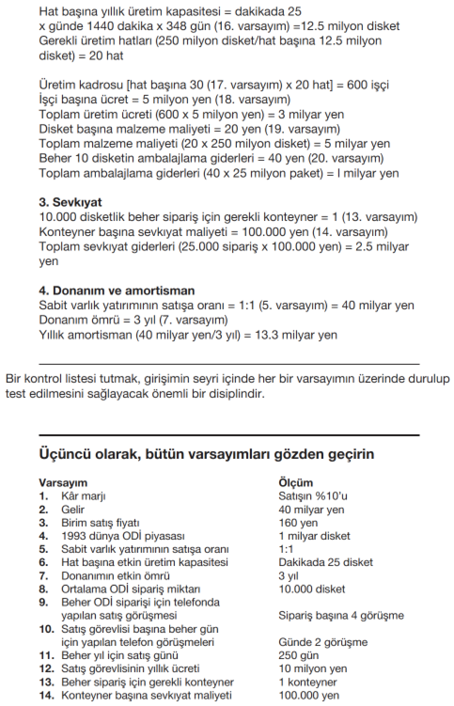 Hat başına yıllık üretim kapasitesi = dakikada 25
x günde 1440 dakika x 348 gün (16. varsayım) =12.5 milyon disket
Gerekli üretim hatları (250 milyon disket/hat başına 12.5 milyon
disket) = 20 hat
Üretim kadrosu [hat başına 30 (17. varsayım) x 20 hat] = 600 işçi
İşçi başına ücret = 5 milyon yen (18. varsayım)
Toplam üretim ücreti (600 x 5 milyon yen) = 3 milyar yen
Disket başına malzeme maliyeti = 20 yen (19. varsayım)
Toplam malzeme maliyeti (20 x 250 milyon disket) = 5 milyar yen
Beher 10 disketin ambalajlama giderleri = 40 yen (20. varsayım)
Toplam ambalajlama giderleri (40 x 25 milyon paket) = l milyar yen
3. Sevkıyat
10.000 disketlik beher sipariş için gerekli konteyner = 1 (13. varsayım)
Konteyner başına sevkıyat maliyeti = 100.000 yen (14. varsayım)
Toplam sevkıyat giderleri (25.000 sipariş x 100.000 yen) = 2.5 milyar
yen
4. Donanım ve amortisman
Sabit varlık yatırımının satışa oranı = 1:1 (5. varsayım) = 40 milyar yen
Donanım ömrü = 3 yıl (7. varsayım)
Yıllık amortisman (40 milyar yen/3 yıl) = 13.3 milyar yen
Bir kontrol listesi tutmak, girişimin seyri içinde her bir varsayımın üzerinde durulup
test edilmesini sağlayacak önemli bir disiplindir.
Üçüncü olarak, bütün varsayımları gözden geçirin
Varsayım Ölçüm
1. Kâr marjı Satışın %10'u
2. Gelir 40 milyar yen
3. Birim satış fiyatı 160 yen
4. 1993 dünya ODİ piyasası 1 milyar disket
5. Sabit varlık yatırımının satışa oranı 1:1
6. Hat başına etkin üretim kapasitesi Dakikada 25 disket
7. Donanımın etkin ömrü 3 yıl
8. Ortalama ODİ sipariş miktarı 10.000 disket
9. Beher ODİ siparişi için telefonda
yapılan satış görüşmesi Sipariş başına 4 görüşme
10. Satış görevlisi başına beher gün
için yapılan telefon görüşmeleri Günde 2 görüşme
11. Beher yıl için satış günü 250 gün
12. Satış görevlisinin yıllık ücreti 10 milyon yen
13. Beher sipariş için gerekli konteyner 1 konteyner
14. Konteyner başına sevkıyat maliyeti 100.000 yen